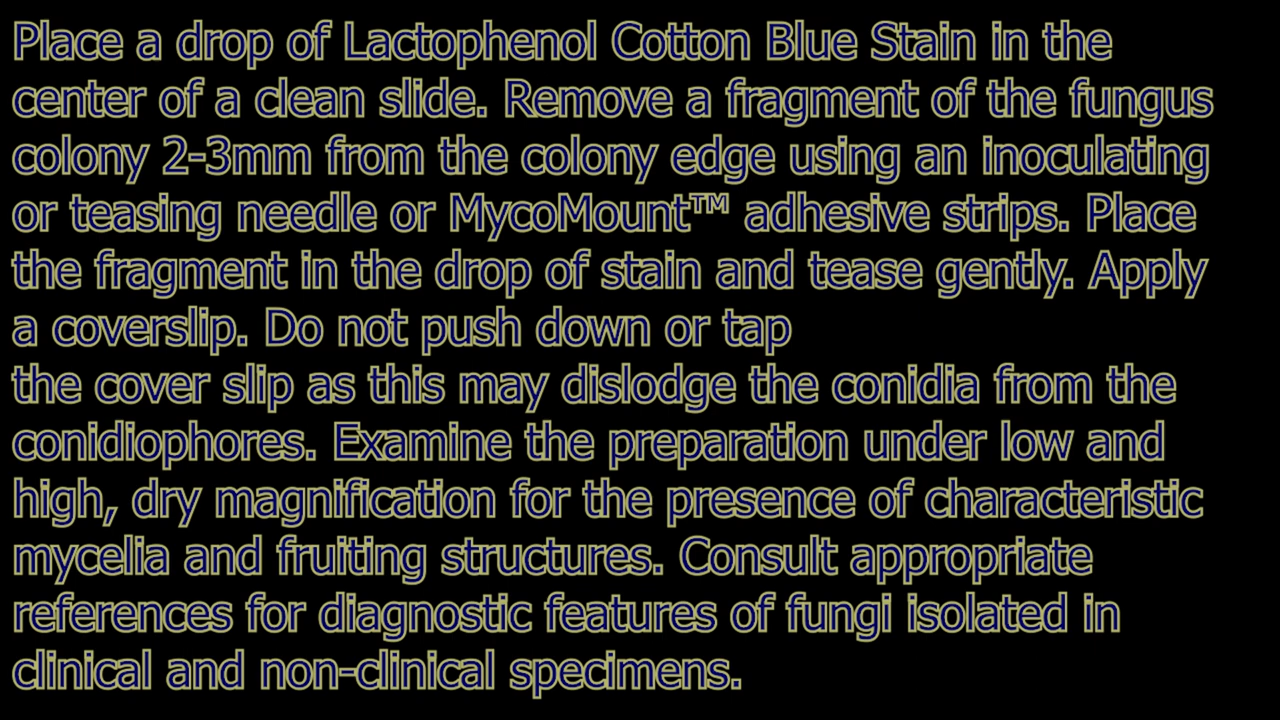 Place a drop of Lactophenol Cotton Blue Stain in the
center of a clean slide. Remove a fragment of the fungus
colony 2-3mm from the colony edge using an inoculating
or teasing needle or MycoMount™ adhesive strips. Place
the fragment in the drop of stain and tease gently. Apply
a coverslip. Do not push down or tap
the cover slip as this may dislodge the conidia from the
conidiophores. Examine the preparation under low and
high, dry magnification for the presence of characteristic
mycelia and fruiting structures. Consult appropriate
references for diagnostic features of fungi isolated in
clinical and non-clinical specimens.